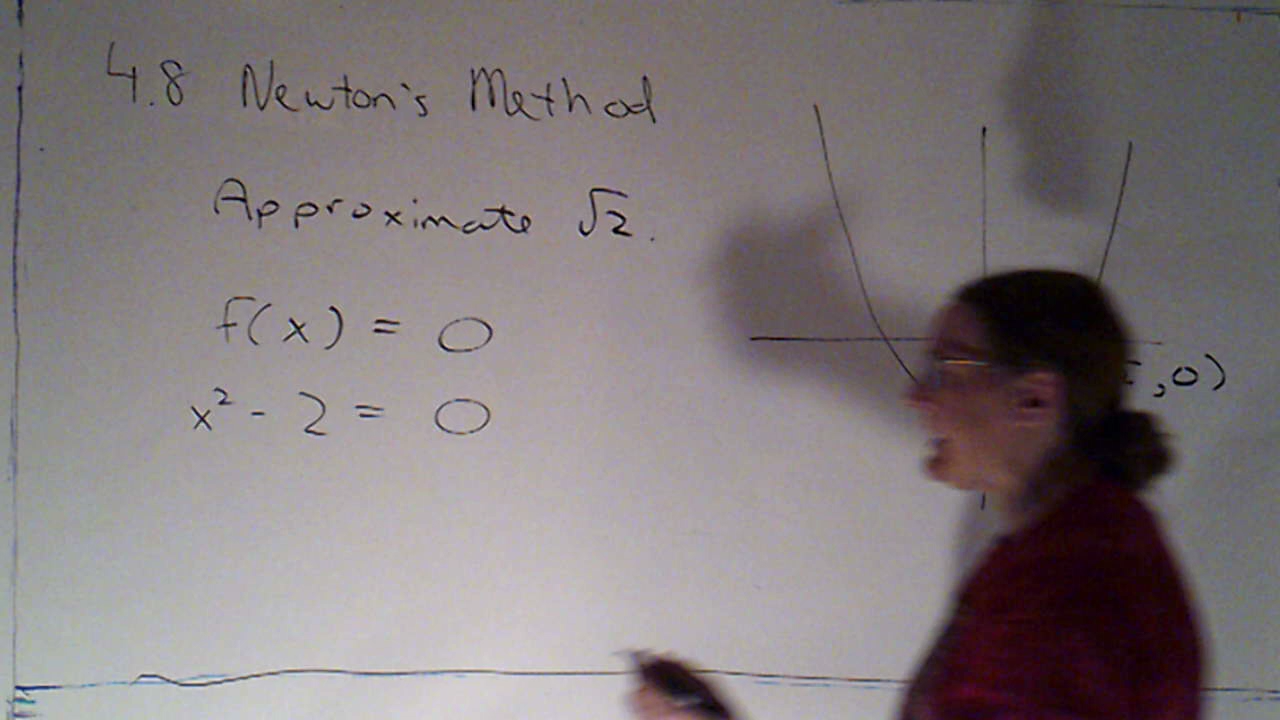 4.8 Newton's Method
Approximate √2.
f(x) = 0
x² - 2 = 0
,0)